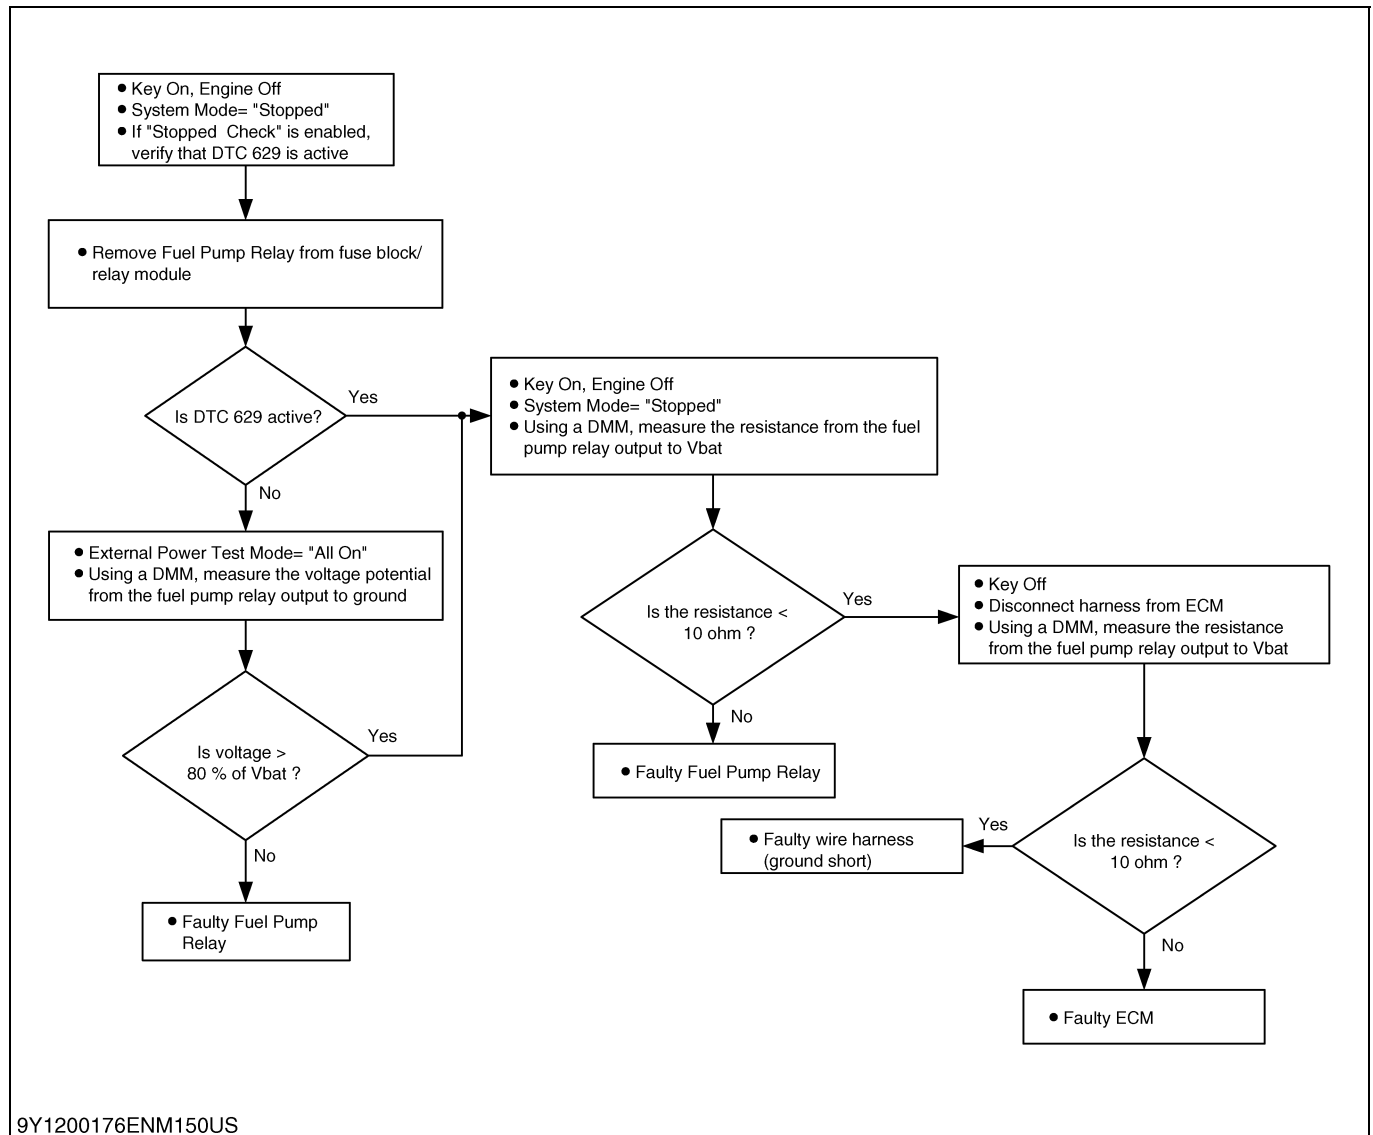 ● Key On, Engine Off
● System Mode= "Stopped"
● If "Stopped Check" is enabled,
verify that DTC 629 is active
● Remove Fuel Pump Relay from fuse block/
relay module
Is DTC 629 active?
Yes
No
● External Power Test Mode= "All On"
● Using a DMM, measure the voltage potential
from the fuel pump relay output to ground
Is voltage >
80 % of Vbat ?
Yes
No
● Faulty Fuel Pump
Relay
● Key On, Engine Off
● System Mode= "Stopped"
● Using a DMM, measure the resistance from the fuel
pump relay output to Vbat
Is the resistance <
10 ohm ?
Yes
No
● Faulty Fuel Pump Relay
● Key Off
● Disconnect harness from ECM
● Using a DMM, measure the resistance
from the fuel pump relay output to Vbat
Is the resistance <
10 ohm ?
Yes
● Faulty wire harness
(ground short)
No
● Faulty ECM
9Y1200176ENM150US